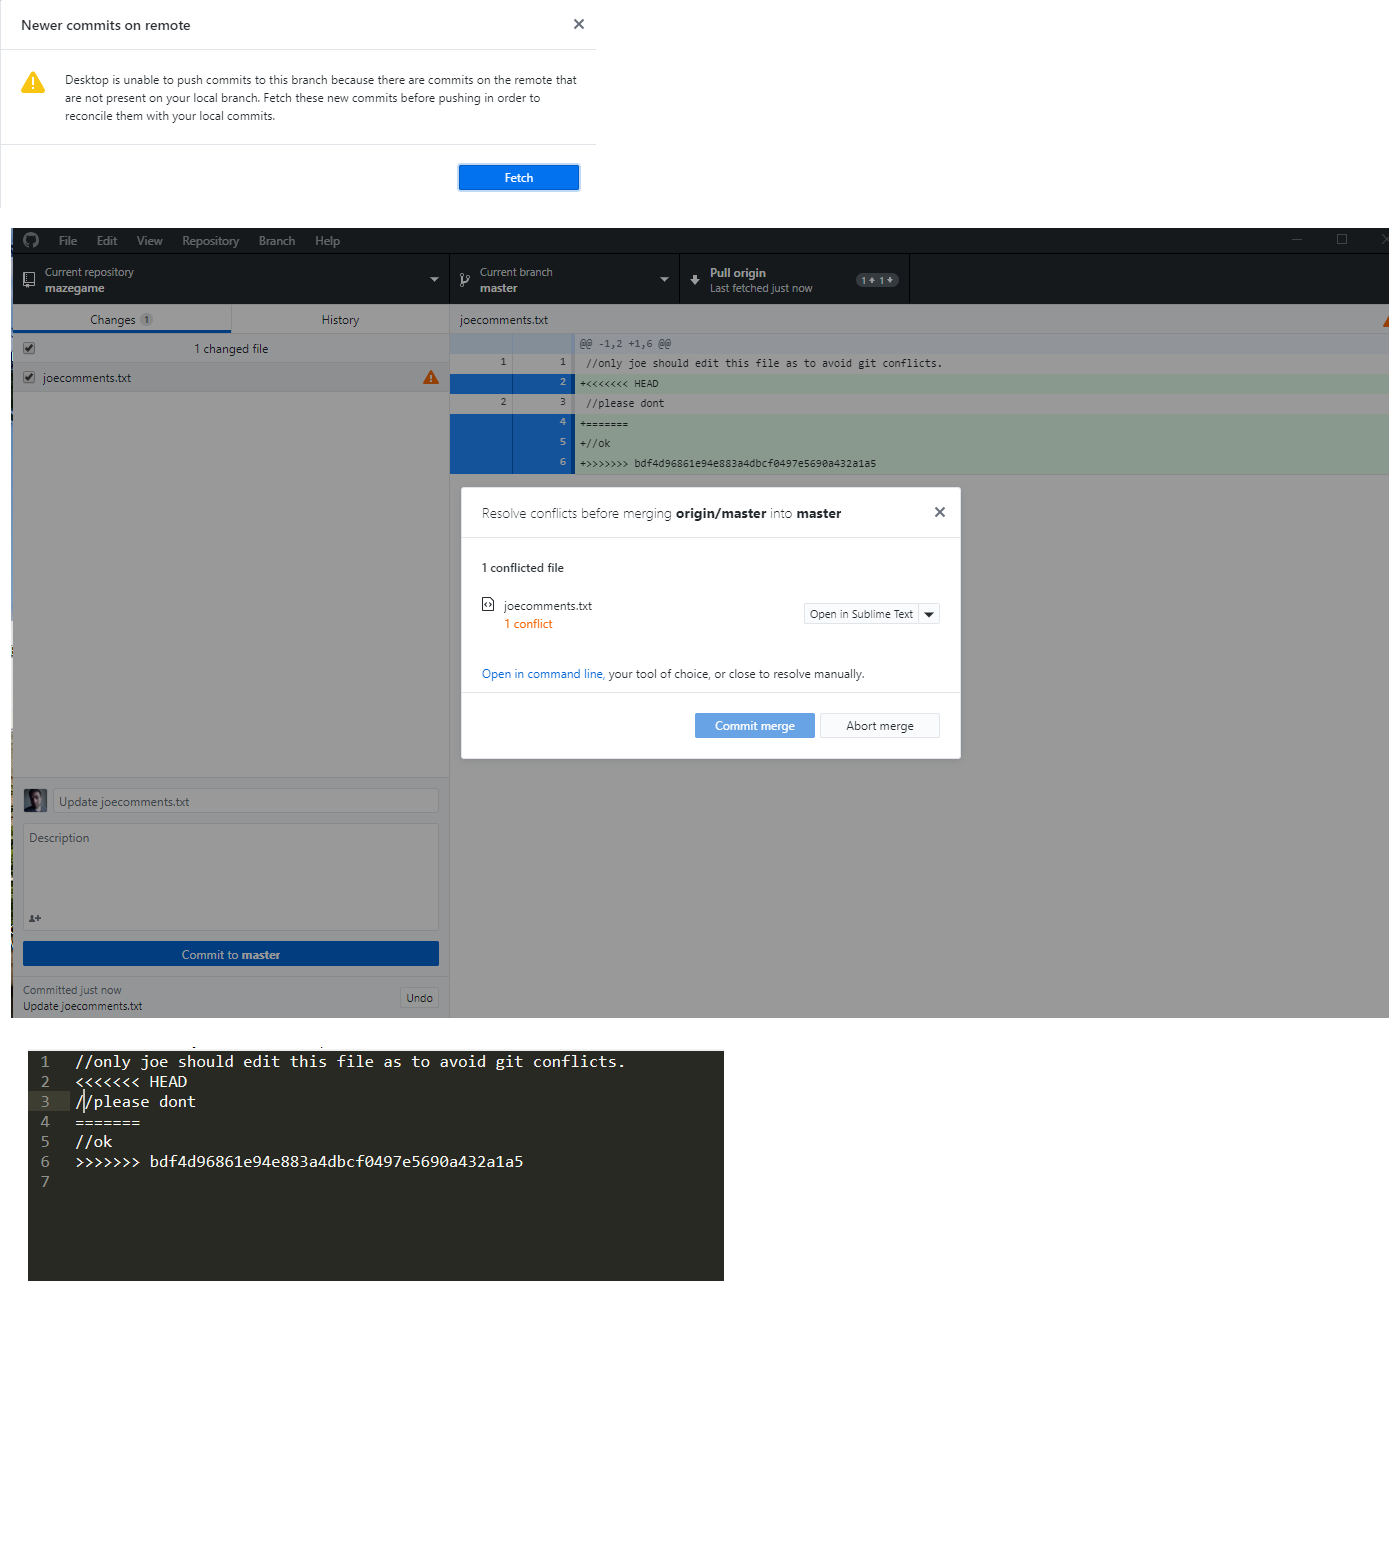 Newer commits on remote
Desktop is unable to push commits to this branch because there are commits on the remote that
are not present on your local branch. Fetch these new commits before pushing in order to
reconcile them with your local commits.
Fetch
File Edit View Repository Branch Help
Current repository
mazegame
Current branch
master
Pull origin
Last fetched just now
1 1
Changes 1
History
1 changed file
joecomments.txt
joecomments.txt
@@ -1,2 +1,6 @@
1 1 //only joe should edit this file as to avoid git conflicts.
2 +<<<<<<< HEAD
2 3 //please dont
4 +=======
5 +//ok
6 +>>>>>>> bdf4d96861e94e883a4dbcf0497e5690a432a1a5
Resolve conflicts before merging origin/master into master
1 conflicted file
joecomments.txt
1 conflict
Open in Sublime Text
Open in command line, your tool of choice, or close to resolve manually.
Commit merge
Abort merge
Update joecomments.txt
Description
Commit to master
Committed just now
Update joecomments.txt
Undo
1 //only joe should edit this file as to avoid git conflicts.
2 <<<<<<< HEAD
3 //please dont
4 =======
5 //ok
6 >>>>>>> bdf4d96861e94e883a4dbcf0497e5690a432a1a5
7